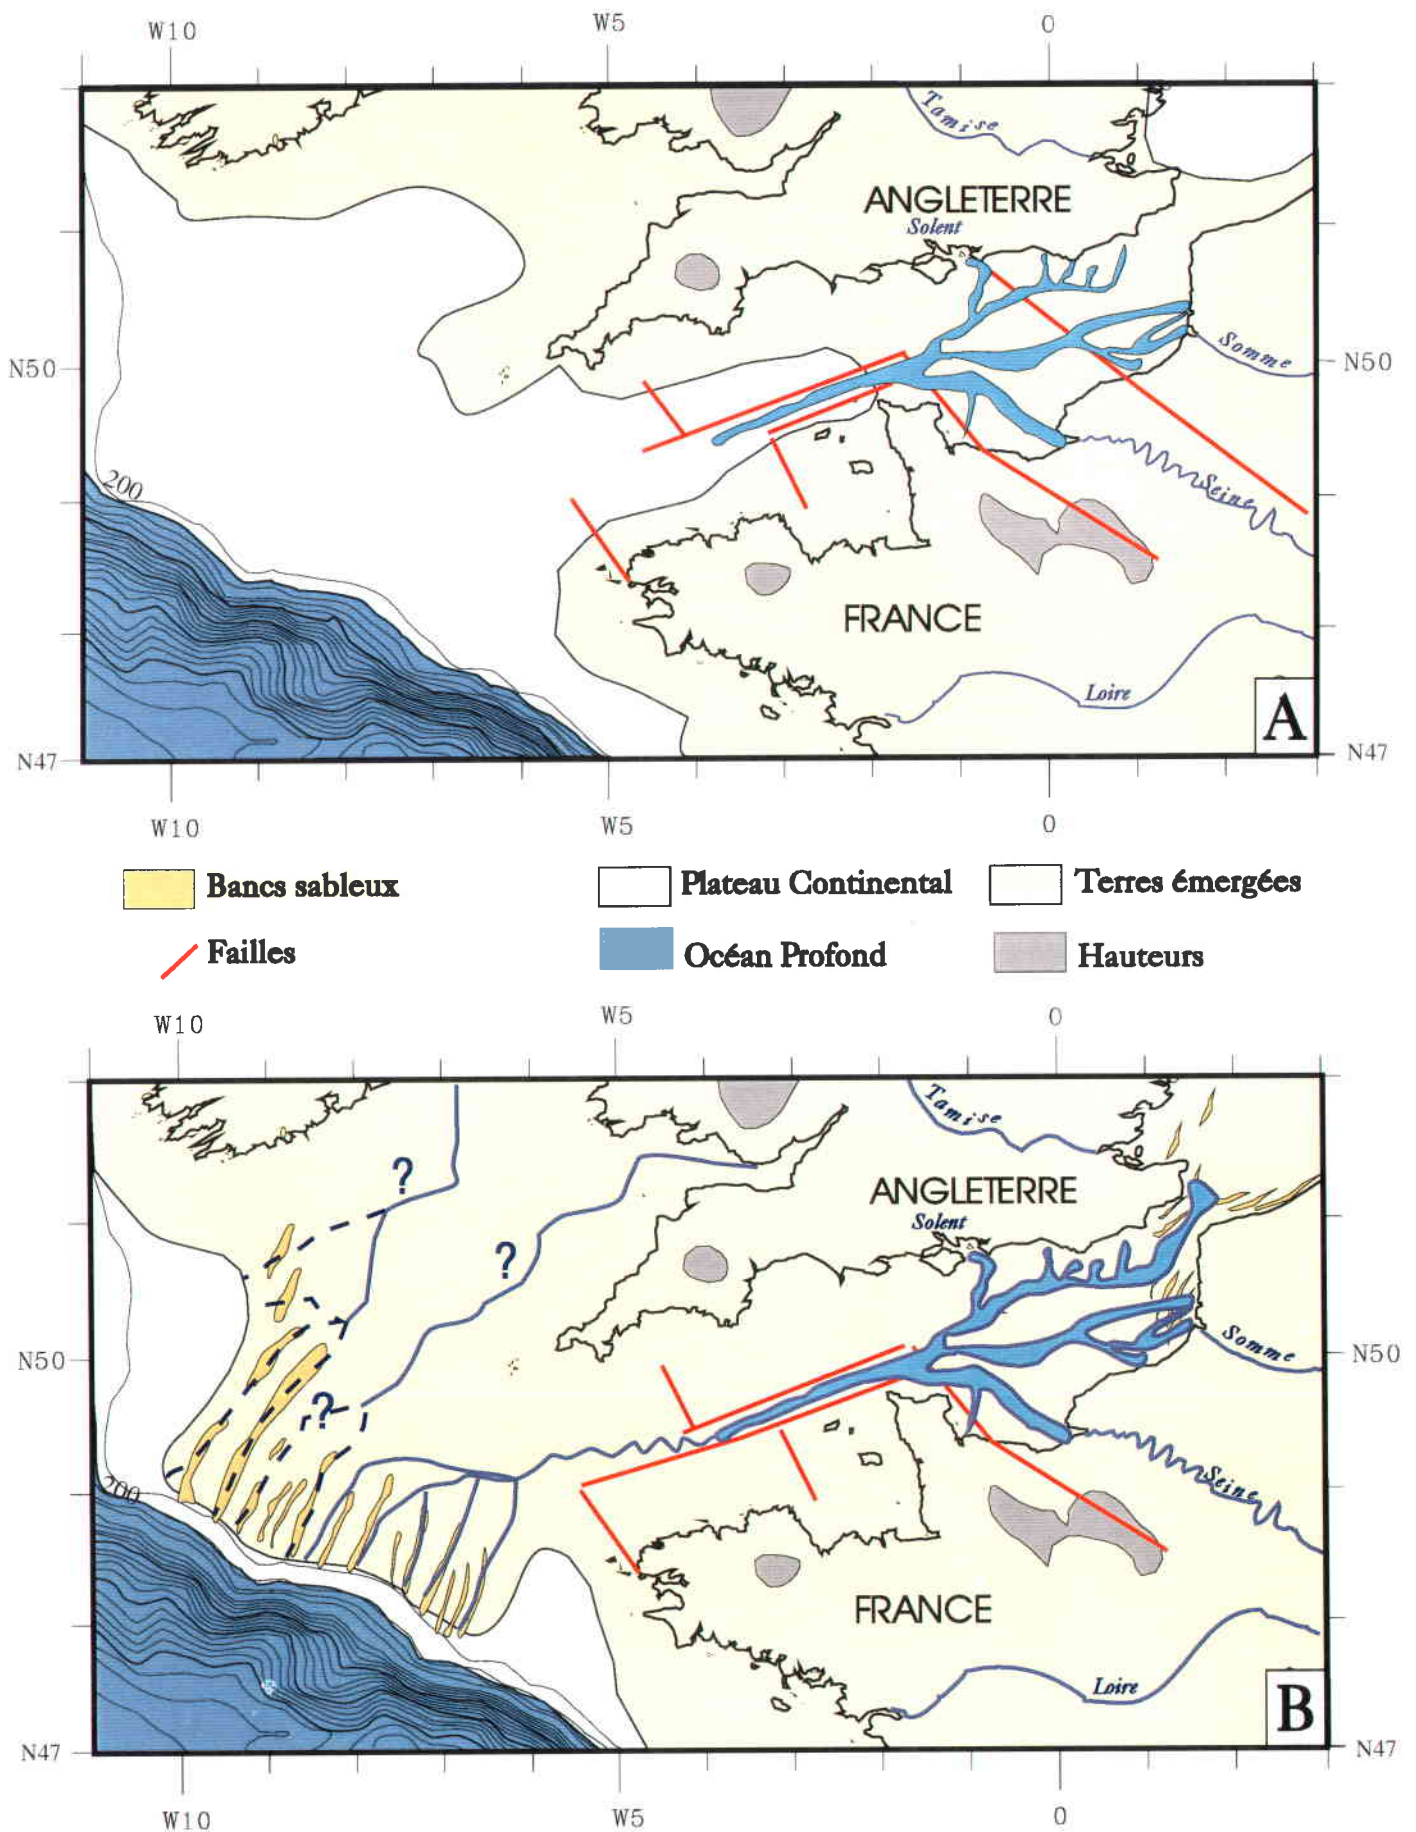 W10
W5
0
Tamise
ANGLETERRE
Solent
N50
N50
Somme
200
Seine
FRANCE
Loire
A
N47
N47
W10
W5
0
Bancs sableux
Plateau Continental
Terres émergées
Failles
Océan Profond
Hauteurs
W10
W5
0
Tamise
?
ANGLETERRE
Solent
?
N50
N50
Somme
?
200
Seine
FRANCE
Loire
B
N47
N47
W10
W5
0